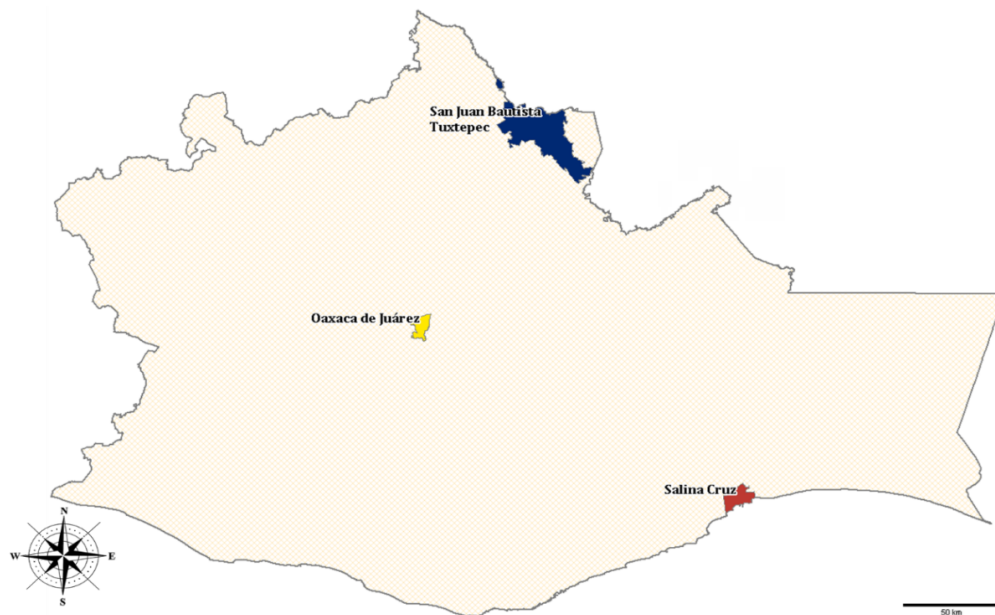 San Juan Bautista
Tuxtepec
Oaxaca de Juárez
Salina Cruz
N
W E
S
50 km